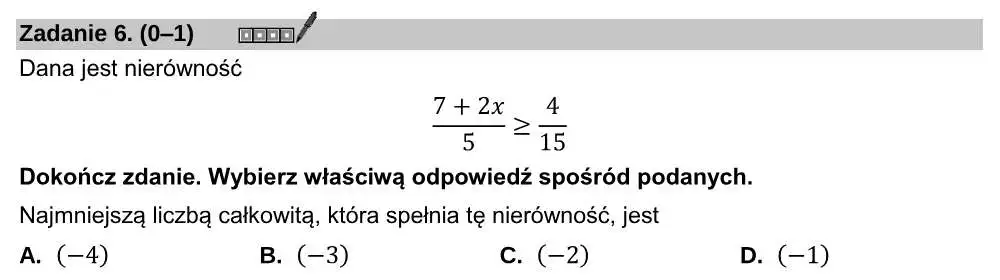 Zadanie 6. (0–1)
Dana jest nierówność
7 + 2x / 5 ≥ 4 / 15
Dokończ zdanie. Wybierz właściwą odpowiedź spośród podanych.
Najmniejszą liczbą całkowitą, która spełnia tę nierówność, jest
A. (−4) B. (−3) C. (−2) D. (−1)